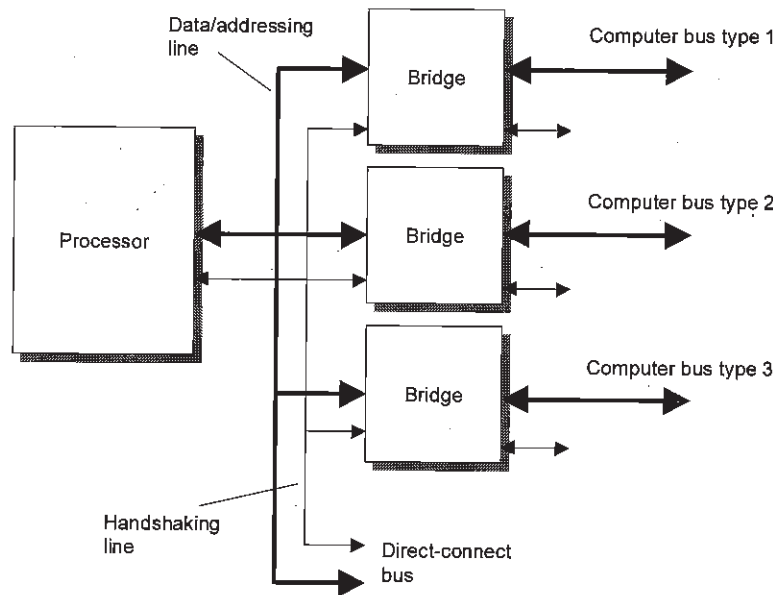 Data/addressing
line
Bridge
Computer bus type 1
Processor
Bridge
Computer bus type 2
Bridge
Computer bus type 3
Handshaking
line
Direct-connect
bus